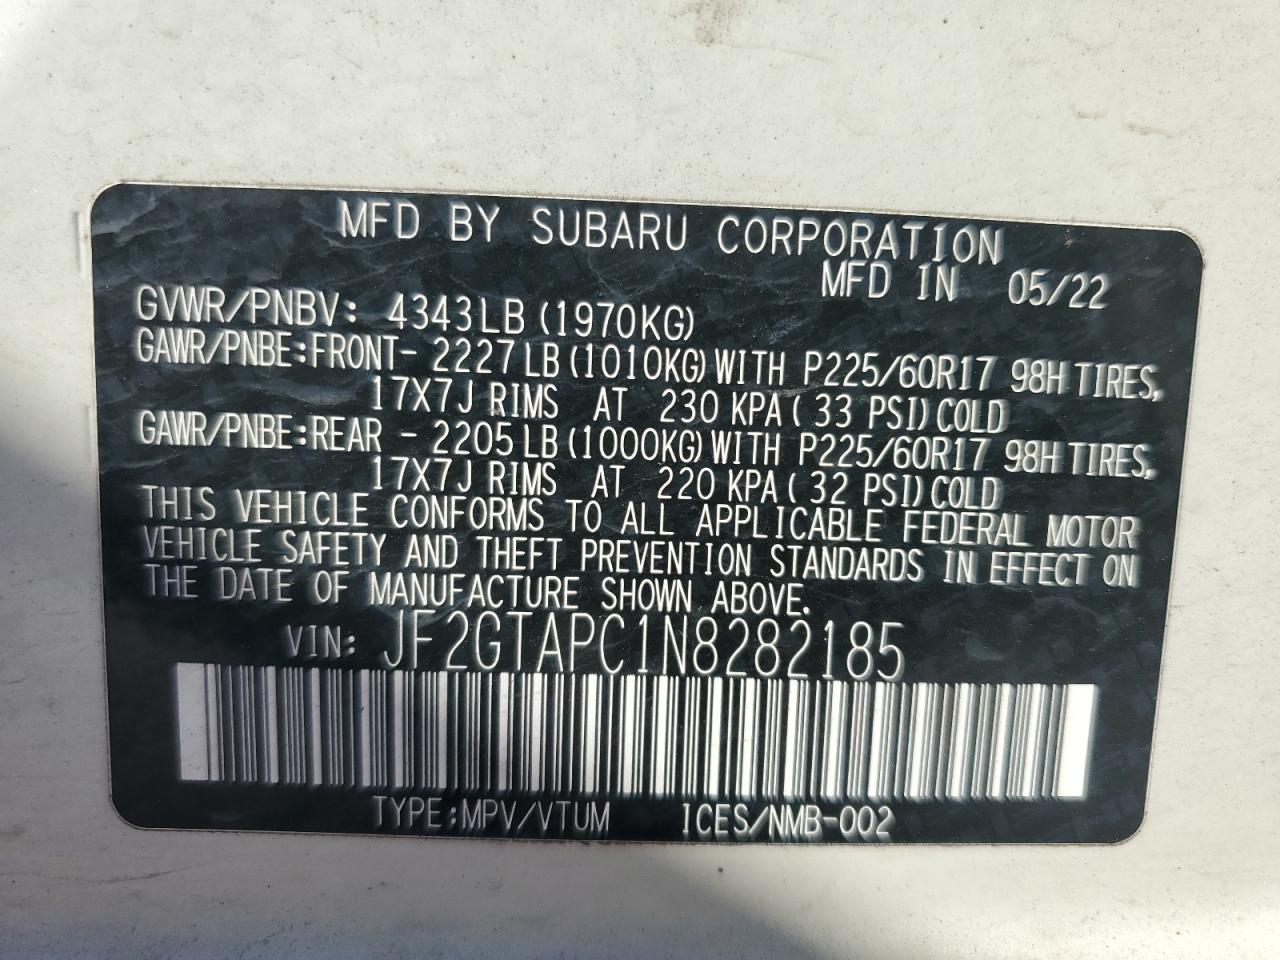 MFD BY SUBARU CORPORATION
MFD IN 05/22
GVWR/PNBV: 4343LB (1970KG)
GAWR/PNBE:FRONT- 2227LB (1010KG) WITH P225/60R17 98H TIRES,
17X7J RIMS AT 230 KPA ( 33 PSI) COLD
GAWR/PNBE:REAR - 2205LB (1000KG) WITH P225/60R17 98H TIRES,
17X7J RIMS AT 220 KPA ( 32 PSI) COLD
THIS VEHICLE CONFORMS TO ALL APPLICABLE FEDERAL MOTOR
VEHICLE SAFETY AND THEFT PREVENTION STANDARDS IN EFFECT ON
THE DATE OF MANUFACTURE SHOWN ABOVE.
VIN: JF2GTAPC1N8282185
TYPE:MPV/VTUM ICES/NMB-002